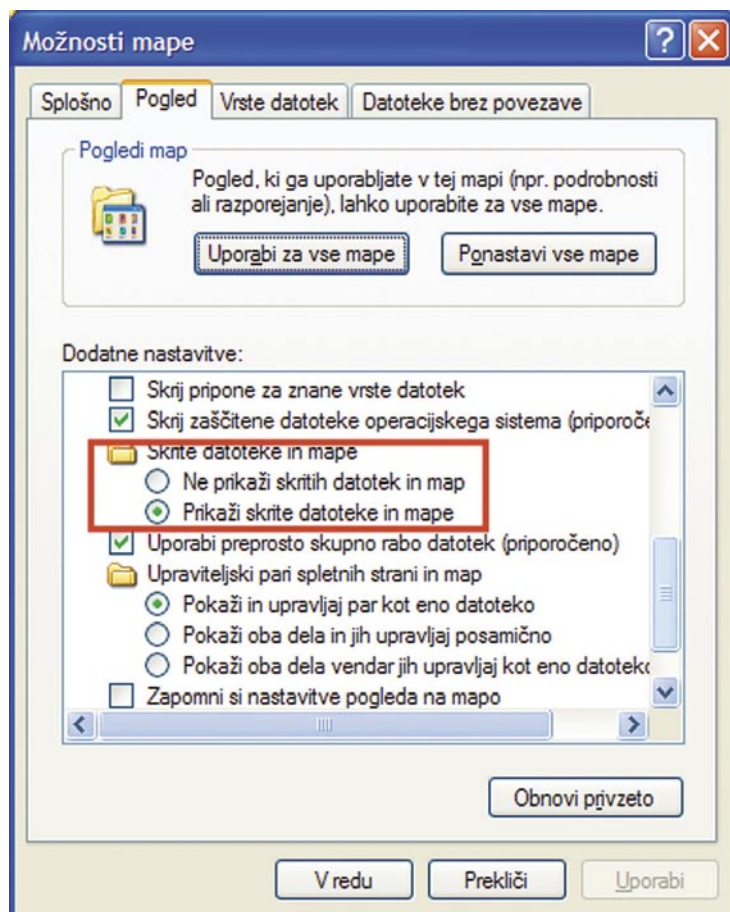 Možnosti mape
Splošno Pogled Vrste datotek Datoteke brez povezave
Pogledi map
Pogled, ki ga uporabljate v tej mapi (npr. podrobnosti
ali razporejanje), lahko uporabite za vse mape.
Uporabi za vse mape Ponastavi vse mape
Dodatne nastavitve:
Skrij pripone za znane vrste datotek
Skrij zaščitene datoteke operacijskega sistema (priporoče
Skrite datoteke in mape
Ne prikaži skritih datotek in map
Prikaži skrite datoteke in mape
Uporabi preprosto skupno rabo datotek (priporočeno)
Upraviteljski pari spletnih strani in map
Pokaži in upravljaj par kot eno datoteko
Pokaži oba dela in jih upravljaj posamično
Pokaži oba dela vendar jih upravljaj kot eno datoteko
Zapomni si nastavitve pogleda na mapo
Obnovi privzeto
V redu Prekliči Uporabi